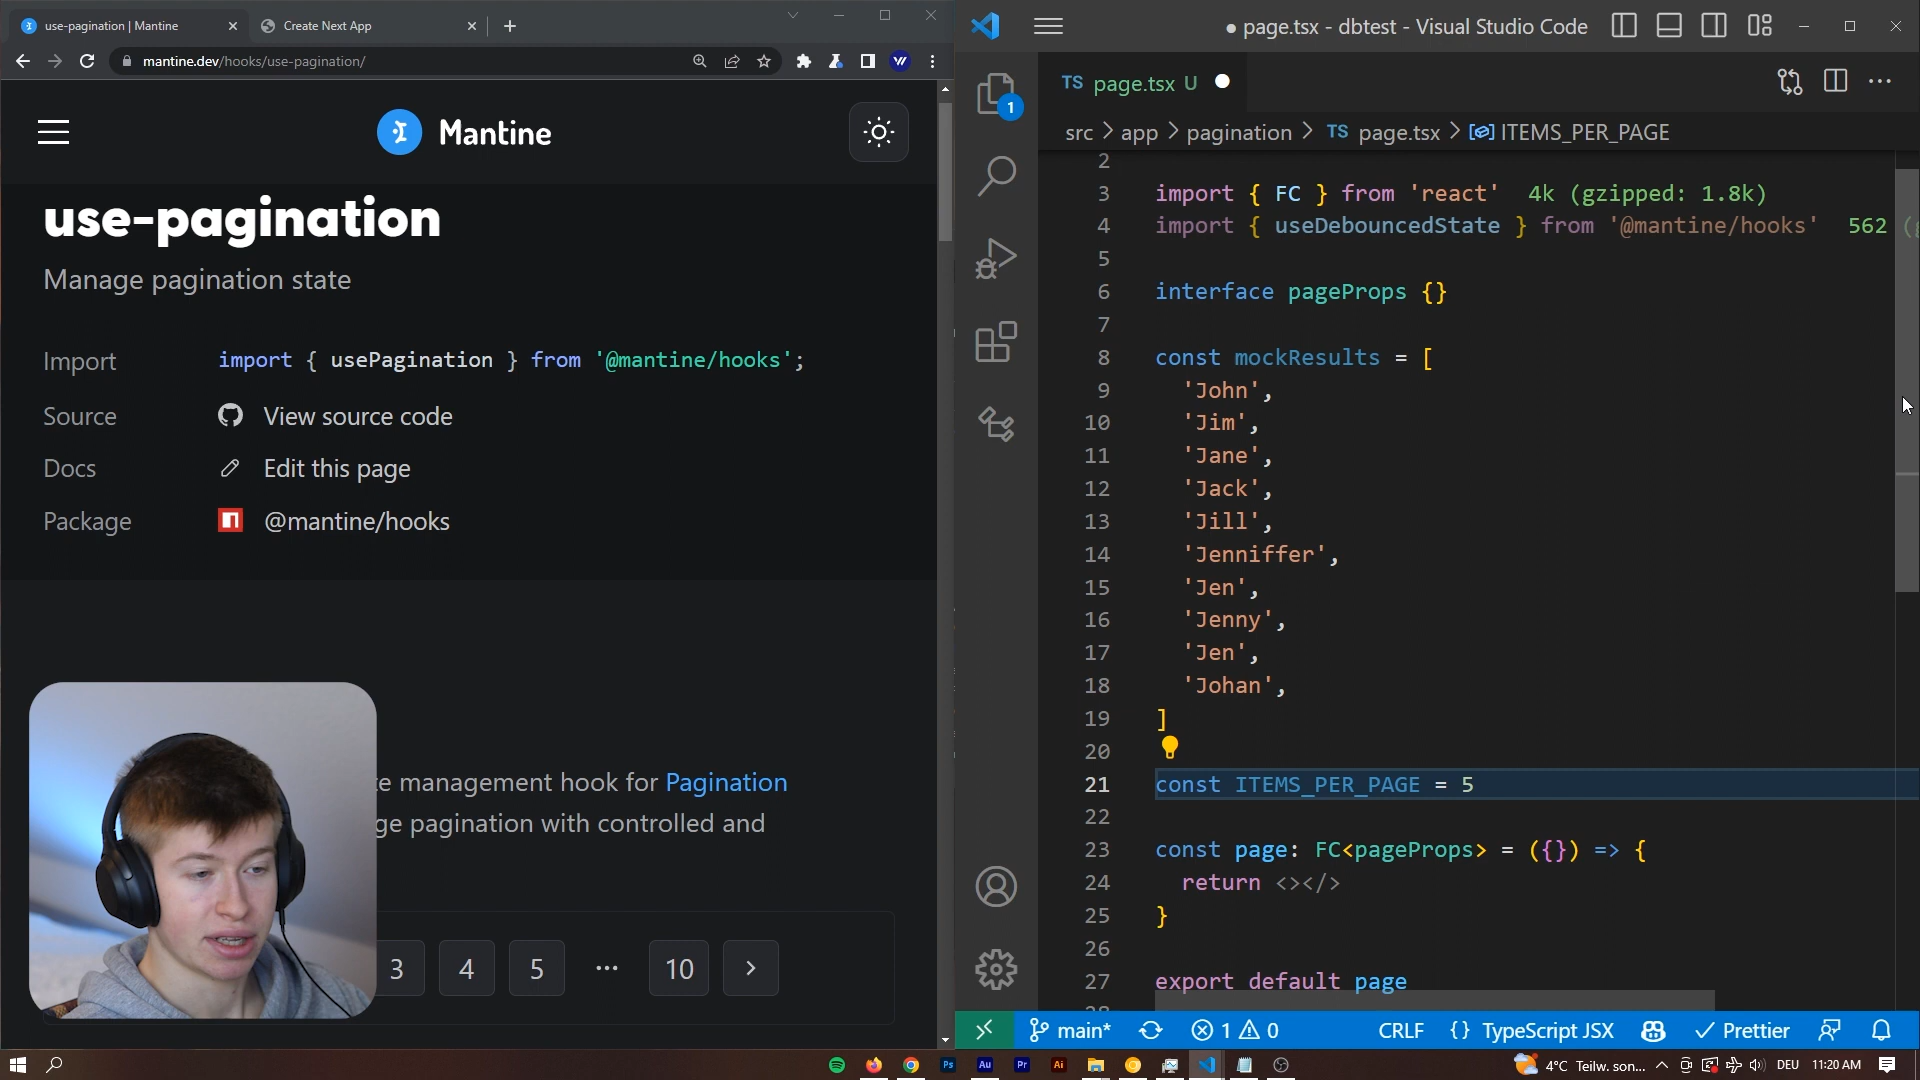 use-pagination | Mantine
Create Next App
mantine.dev/hooks/use-pagination/
Mantine
use-pagination
Manage pagination state
Import import { usePagination } from '@mantine/hooks';
Source View source code
Docs Edit this page
Package @mantine/hooks
management hook for Pagination
pagination with controlled and
3 4 5 ··· 10 >
page.tsx - dbtest - Visual Studio Code
1
TS page.tsx U
src > app > pagination > TS page.tsx > ITEMS_PER_PAGE
2
3 import { FC } from 'react' 4k (gzipped: 1.8k)
4 import { useDebouncedState } from '@mantine/hooks' 562
5
6 interface pageProps {}
7
8 const mockResults = [
9 'John',
10 'Jim',
11 'Jane',
12 'Jack',
13 'Jill',
14 'Jenniffer',
15 'Jen',
16 'Jenny',
17 'Jen',
18 'Johan',
19 ]
20
21 const ITEMS_PER_PAGE = 5
22
23 const page: FC<pageProps> = ({}) => {
24 return <></>
25 }
26
27 export default page
main* 1 0 CRLF {} TypeScript JSX Prettier
Ps Au Pr Ai 4°C Teilw. son... DEU 11:20 AM